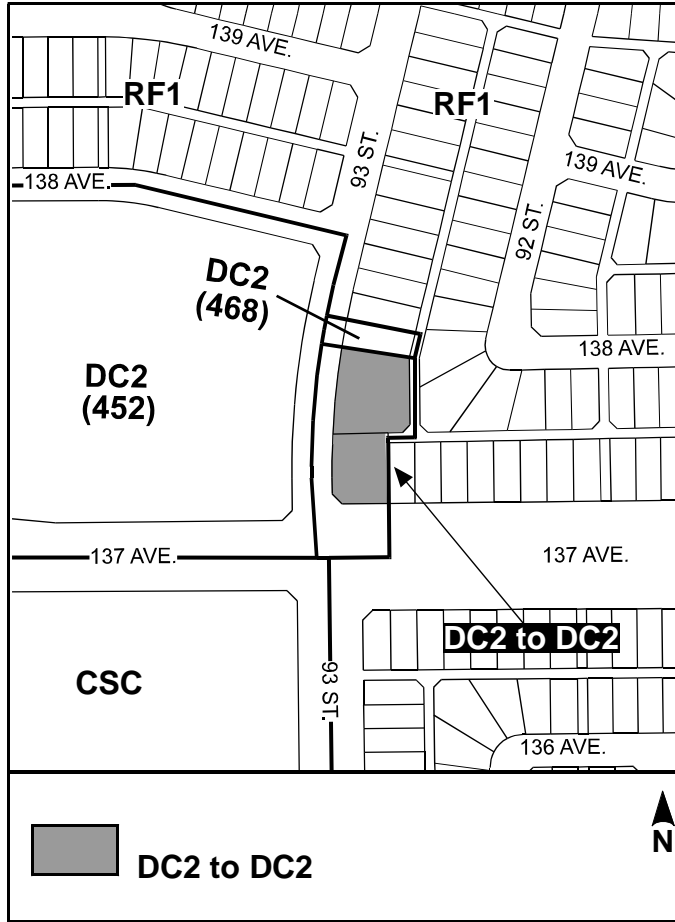 139 AVE.
RF1
RF1
93 ST.
139 AVE.
138 AVE.
92 ST.
DC2
(468)
138 AVE.
DC2
(452)
137 AVE.
137 AVE.
DC2 to DC2
CSC
93 ST.
136 AVE.
DC2 to DC2
N